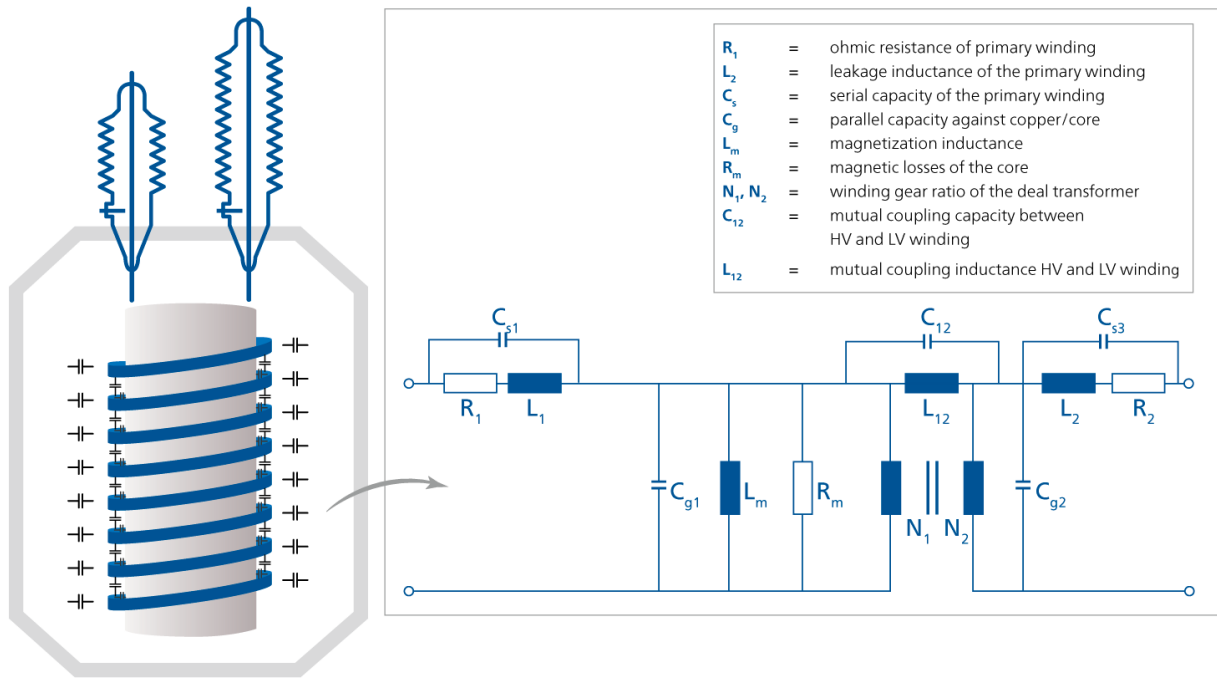 R₁ = ohmic resistance of primary winding
L₂ = leakage inductance of the primary winding
Cₛ = serial capacity of the primary winding
C_g = parallel capacity against copper/core
Lₘ = magnetization inductance
Rₘ = magnetic losses of the core
N₁, N₂ = winding gear ratio of the deal transformer
C₁₂ = mutual coupling capacity between
HV and LV winding
L₁₂ = mutual coupling inductance HV and LV winding
Cₛ₁ C₁₂ Cₛ₃
R₁ L₁ L₁₂ L₂ R₂
C_g1 Lₘ Rₘ N₁ N₂ C_g2